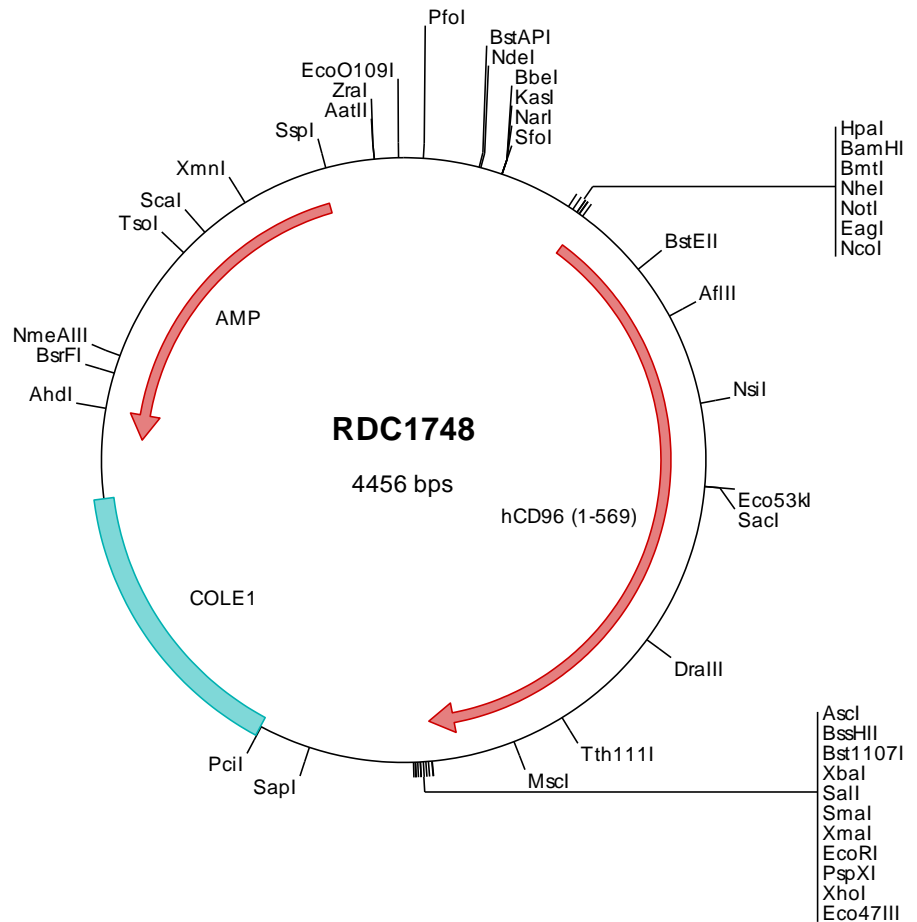 PfoI
BstAPI
NdeI
BbeI
KasI
NarI
SfoI
EcoO109I
ZraI
AatII
SspI
XmnI
ScaI
TsoI
NmeAIII
BsrFI
AhdI
HpaI
BamHI
BmtI
NheI
NotI
EagI
NcoI
BstEII
AflII
NsiI
Eco53kI
SacI
DraIII
Tth111I
MscI
AscI
BssHII
Bst1107I
XbaI
SalI
SmaI
XmaI
EcoRI
PspXI
XhoI
Eco47III
SapI
PciI
AMP
COLE1
hCD96 (1-569)
RDC1748
4456 bps